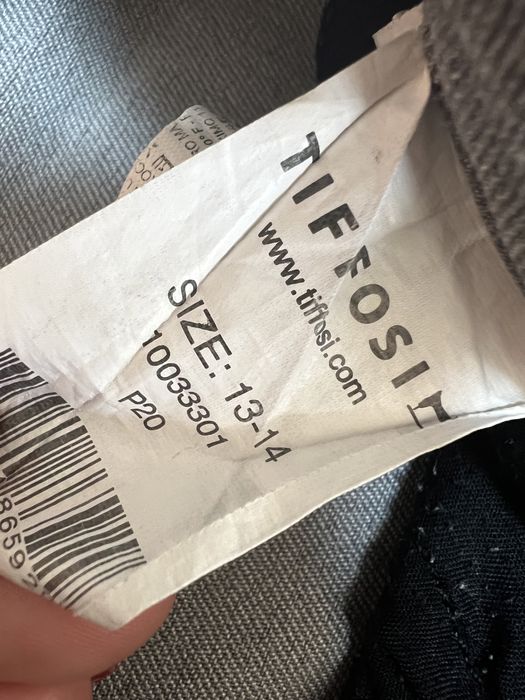 TIFFOSI
www.tiffosi.com
SIZE: 13-14
10033301
P20